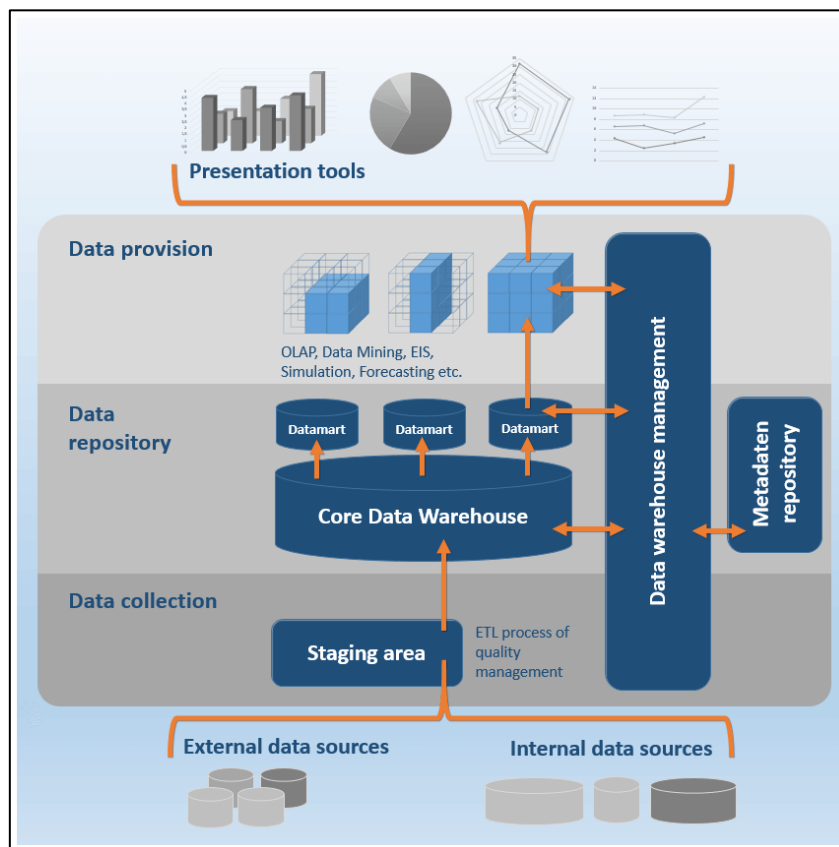 Presentation tools
Data provision
OLAP, Data Mining, EIS,
Simulation, Forecasting etc.
Data
repository
Datamart
Datamart
Datamart
Core Data Warehouse
Data warehouse management
Metadaten
repository
Data collection
Staging area
ETL process of
quality
management
External data sources
Internal data sources